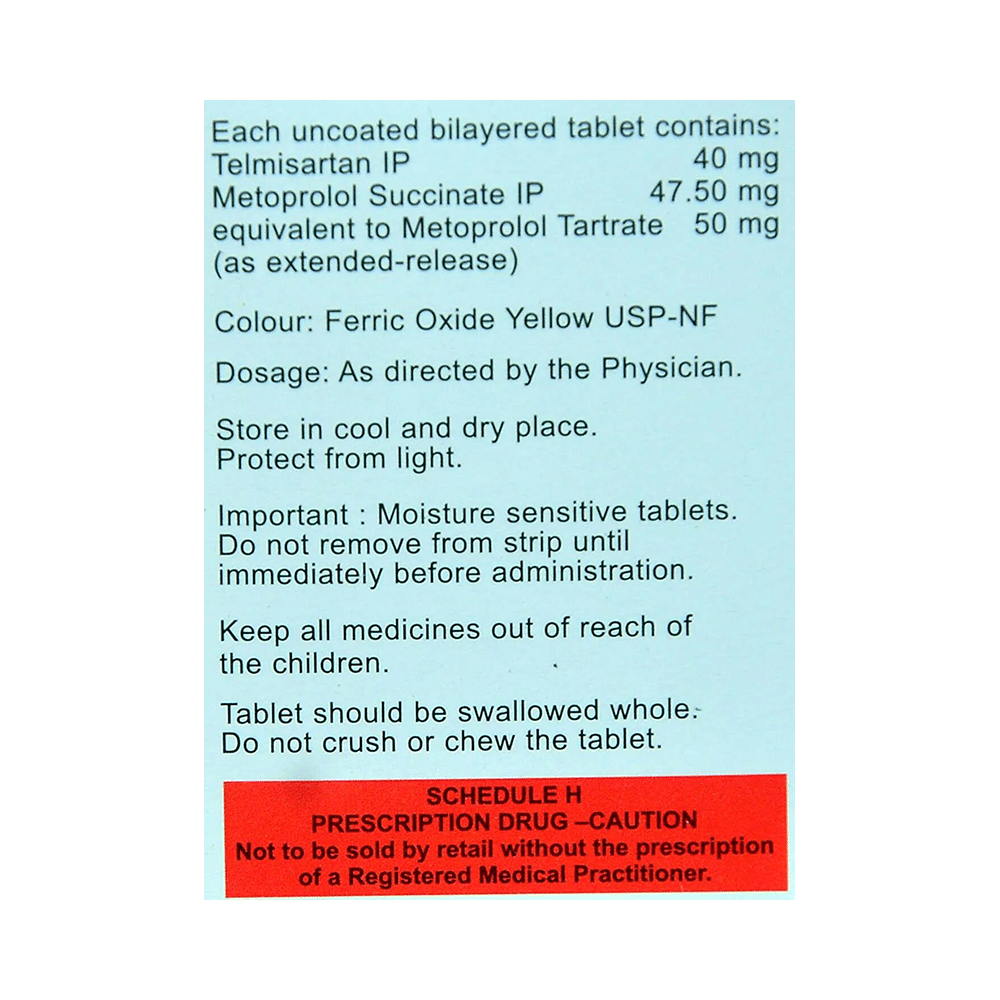 Each uncoated bilayered tablet contains:
Telmisartan IP 40 mg
Metoprolol Succinate IP 47.50 mg
equivalent to Metoprolol Tartrate 50 mg
(as extended-release)
Colour: Ferric Oxide Yellow USP-NF
Dosage: As directed by the Physician.
Store in cool and dry place.
Protect from light.
Important : Moisture sensitive tablets.
Do not remove from strip until
immediately before administration.
Keep all medicines out of reach of
the children.
Tablet should be swallowed whole.
Do not crush or chew the tablet.
SCHEDULE H
PRESCRIPTION DRUG –CAUTION
Not to be sold by retail without the prescription
of a Registered Medical Practitioner.